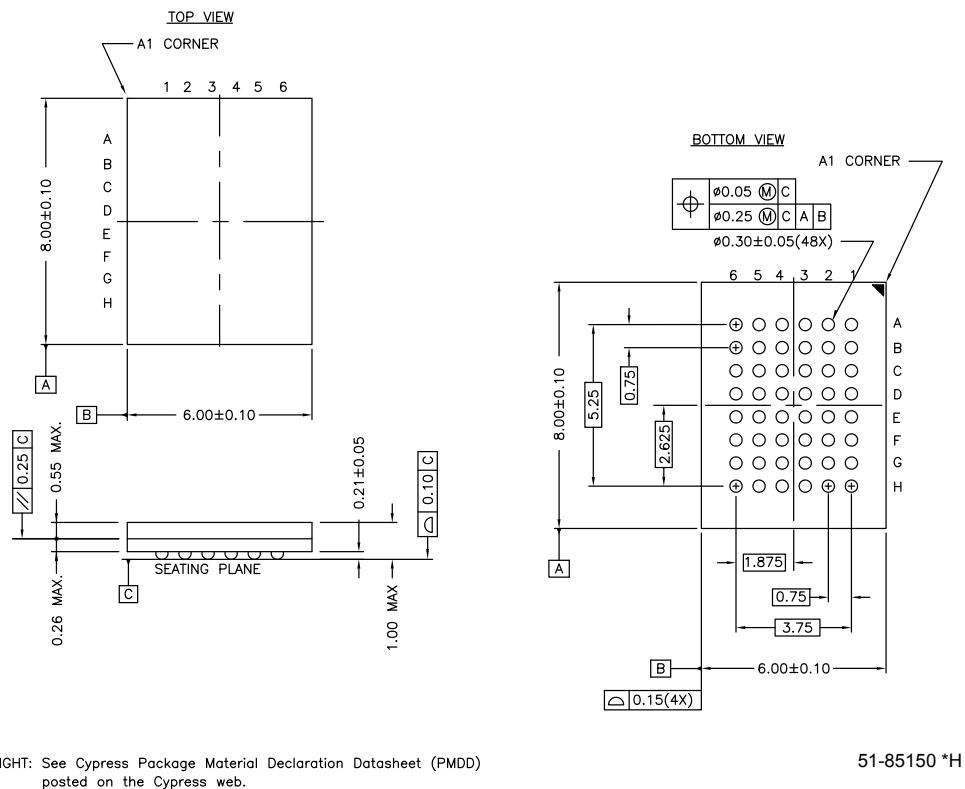 TOP VIEW
A1 CORNER
1 2 3 4 5 6
A
B
C
D
E
F
G
H
8.00±0.10
A
B
6.00±0.10
// 0.25 C
0.55 MAX.
0.21±0.05
0.10 C
SEATING PLANE
C
0.26 MAX.
1.00 MAX
BOTTOM VIEW
A1 CORNER
ø0.05 Ⓜ C
ø0.25 Ⓜ C A B
ø0.30±0.05(48X)
6 5 4 3 2 1
A
B
C
D
E
F
G
H
8.00±0.10
5.25
0.75
2.625
A
1.875
0.75
3.75
B
6.00±0.10
0.15(4X)
IGHT: See Cypress Package Material Declaration Datasheet (PMDD)
posted on the Cypress web.
51-85150 *H